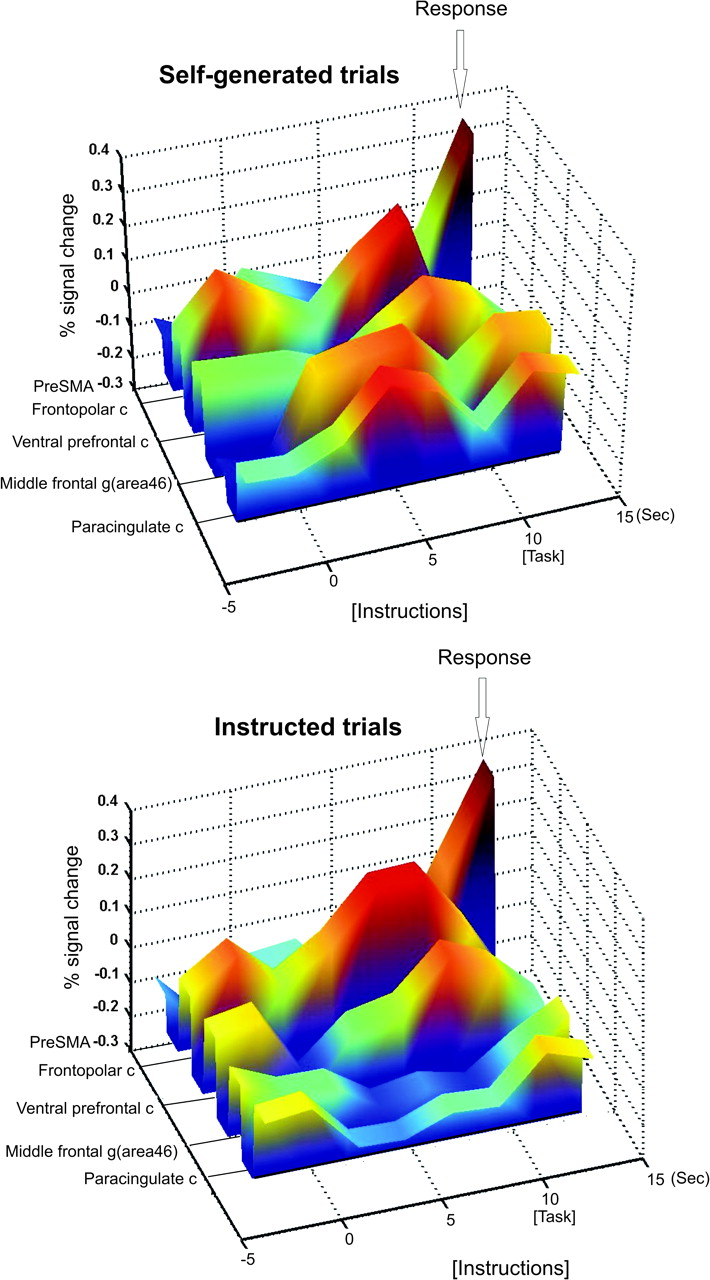 Response
Self-generated trials
% signal change
0.4
0.3
0.2
0.1
0
-0.1
-0.2
-0.3
PreSMA
Frontopolar c
Ventral prefrontal c
Middle frontal g(area46)
Paracingulate c
-5
0
5
10
15 (Sec)
[Task]
[Instructions]
Response
Instructed trials
% signal change
0.4
0.3
0.2
0.1
0
-0.1
-0.2
-0.3
PreSMA
Frontopolar c
Ventral prefrontal c
Middle frontal g(area46)
Paracingulate c
-5
0
5
10
15 (Sec)
[Task]
[Instructions]